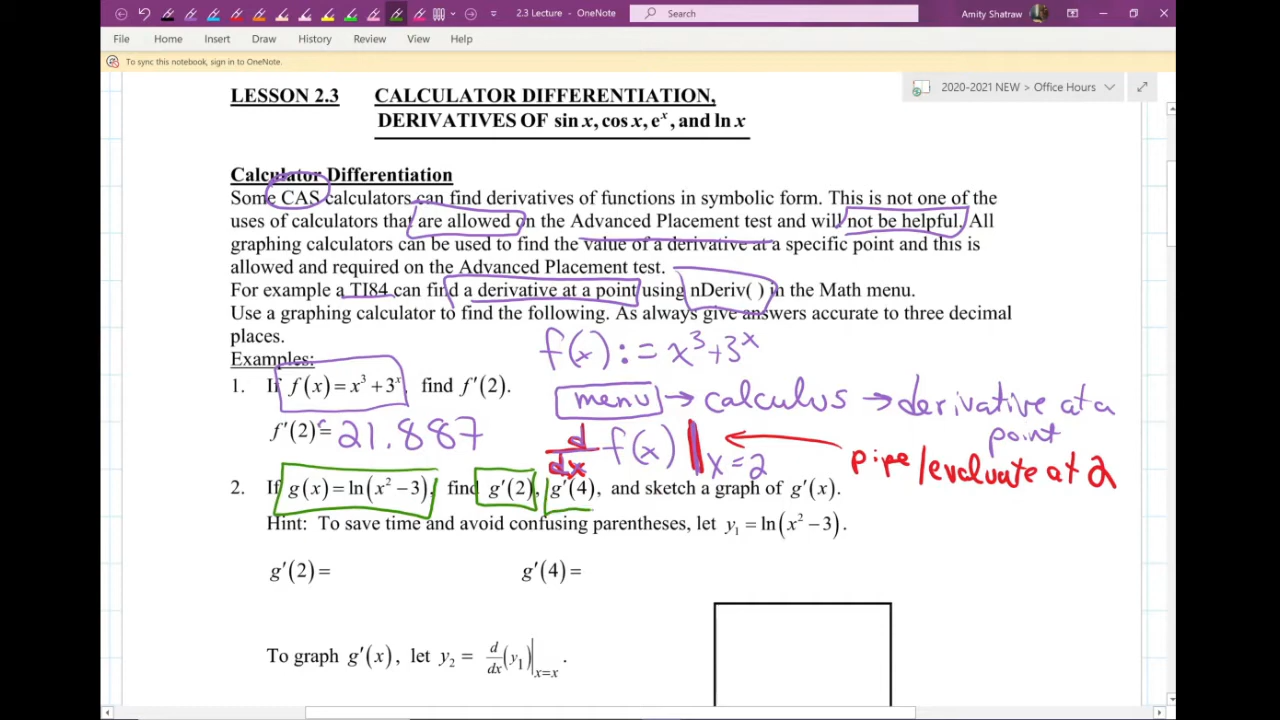 2.3 Lecture - OneNote
Search
Amity Shatraw
File Home Insert Draw History Review View Help
To sync this notebook, sign in to OneNote.
2020-2021 NEW > Office Hours
LESSON 2.3 CALCULATOR DIFFERENTIATION,
DERIVATIVES OF sin x, cos x, eˣ, and ln x
Calculator Differentiation
Some CAS calculators can find derivatives of functions in symbolic form. This is not one of the
uses of calculators that are allowed on the Advanced Placement test and will not be helpful. All
graphing calculators can be used to find the value of a derivative at a specific point and this is
allowed and required on the Advanced Placement test.
For example a TI84 can find a derivative at a point using nDeriv( ) in the Math menu.
Use a graphing calculator to find the following. As always give answers accurate to three decimal
places.
f(x) := x³+3ˣ
Examples:
1. If f(x) = x³ + 3ˣ, find f′(2).
menu → calculus → derivative at a
point
f′(2) = 21.887
d/dx f(x) | x=2
pipe/evaluate at 2
2. If g(x) = ln(x² − 3), find g′(2), g′(4), and sketch a graph of g′(x).
Hint: To save time and avoid confusing parentheses, let y₁ = ln(x² − 3).
g′(2) = g′(4) =
To graph g′(x), let y₂ = d/dx (y₁)|x=x .